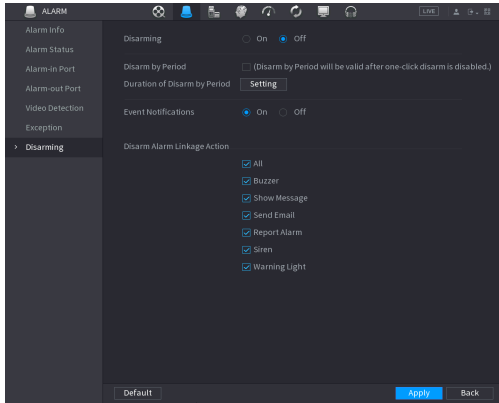 ALARM
LIVE
Alarm Info
Alarm Status
Alarm-in Port
Alarm-out Port
Video Detection
Exception
> Disarming
Disarming On Off
Disarm by Period (Disarm by Period will be valid after one-click disarm is disabled.)
Duration of Disarm by Period Setting
Event Notifications On Off
Disarm Alarm Linkage Action
All
Buzzer
Show Message
Send Email
Report Alarm
Siren
Warning Light
Default Apply Back